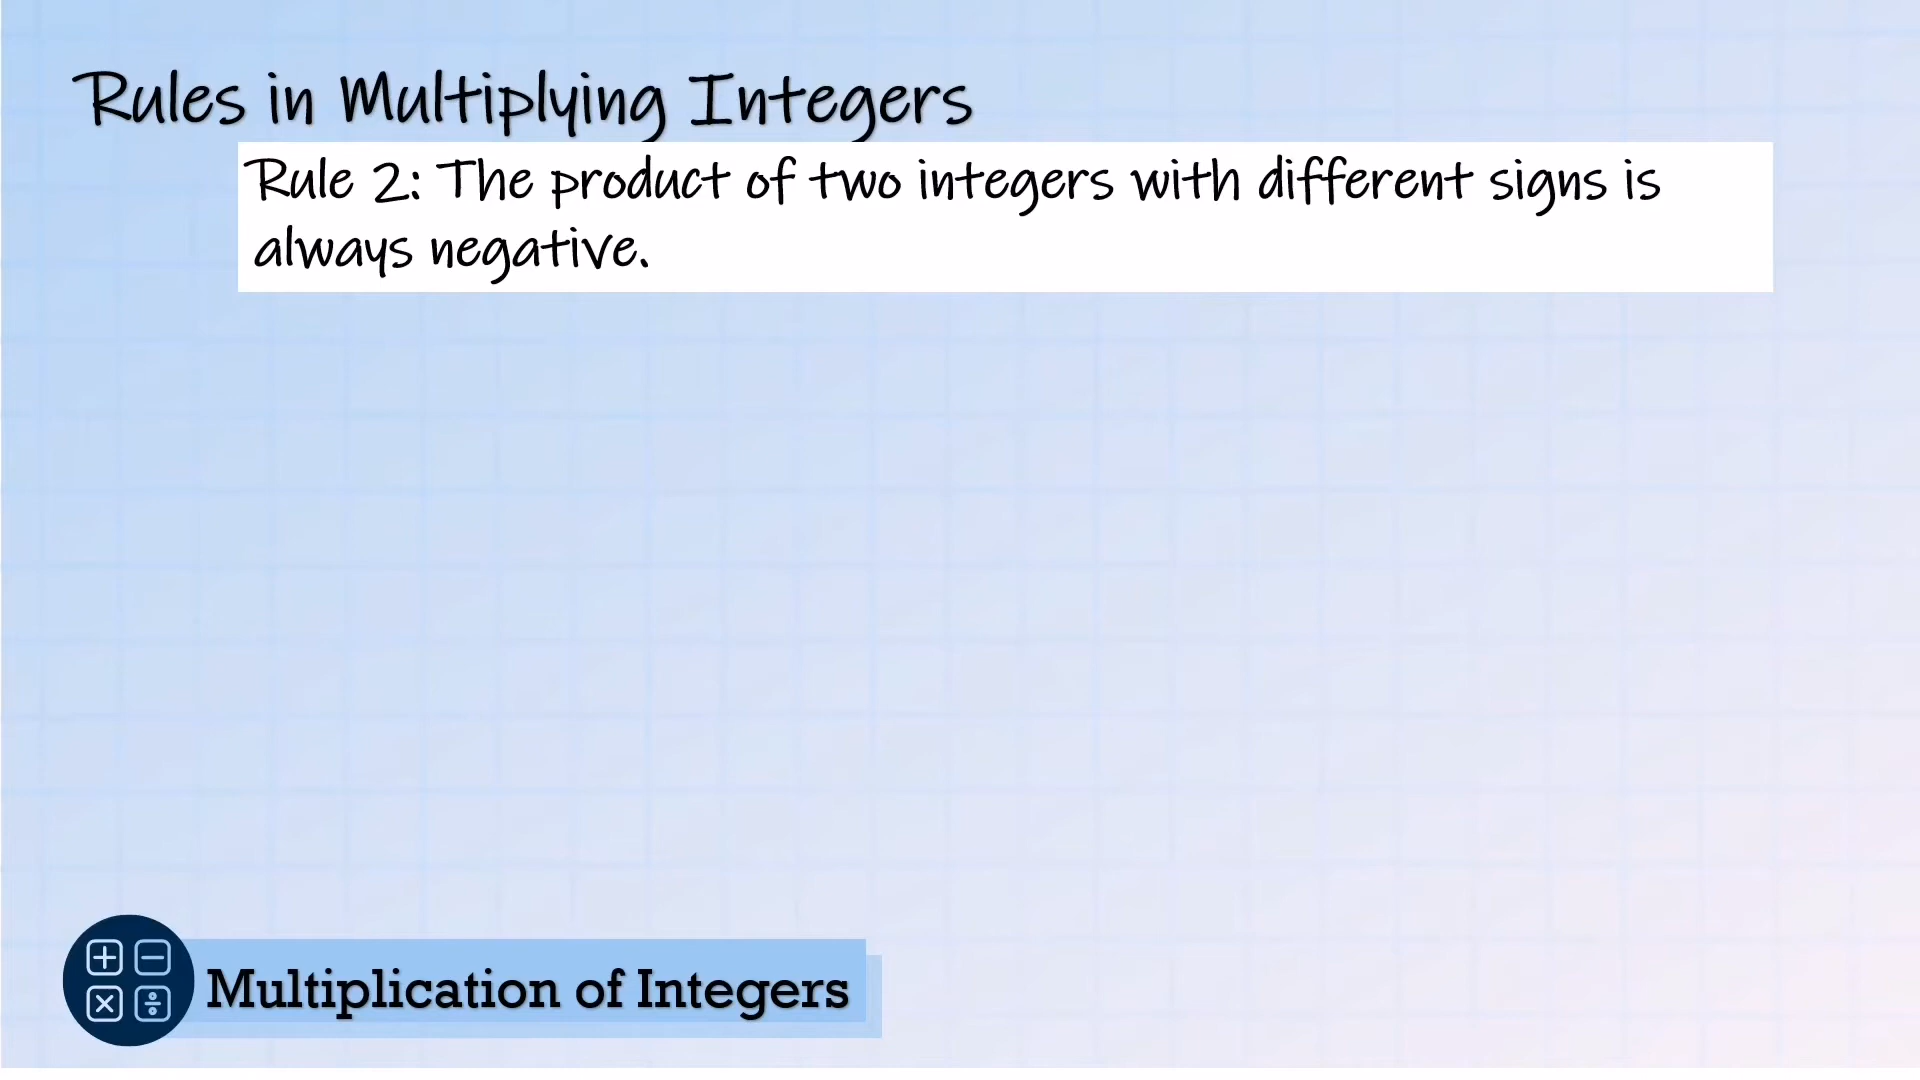 Rules in Multiplying Integers
Rule 2: The product of two integers with different signs is
always negative.
Multiplication of Integers